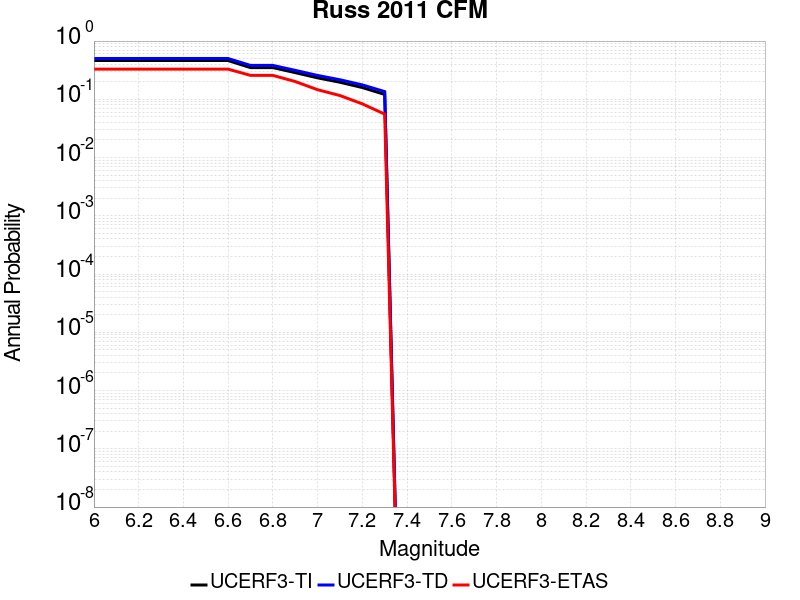 Russ 2011 CFM
Annual Probability
10^0
10^-1
10^-2
10^-3
10^-4
10^-5
10^-6
10^-7
10^-8
6 6.2 6.4 6.6 6.8 7 7.2 7.4 7.6 7.8 8 8.2 8.4 8.6 8.8 9
Magnitude
UCERF3-TI UCERF3-TD UCERF3-ETAS